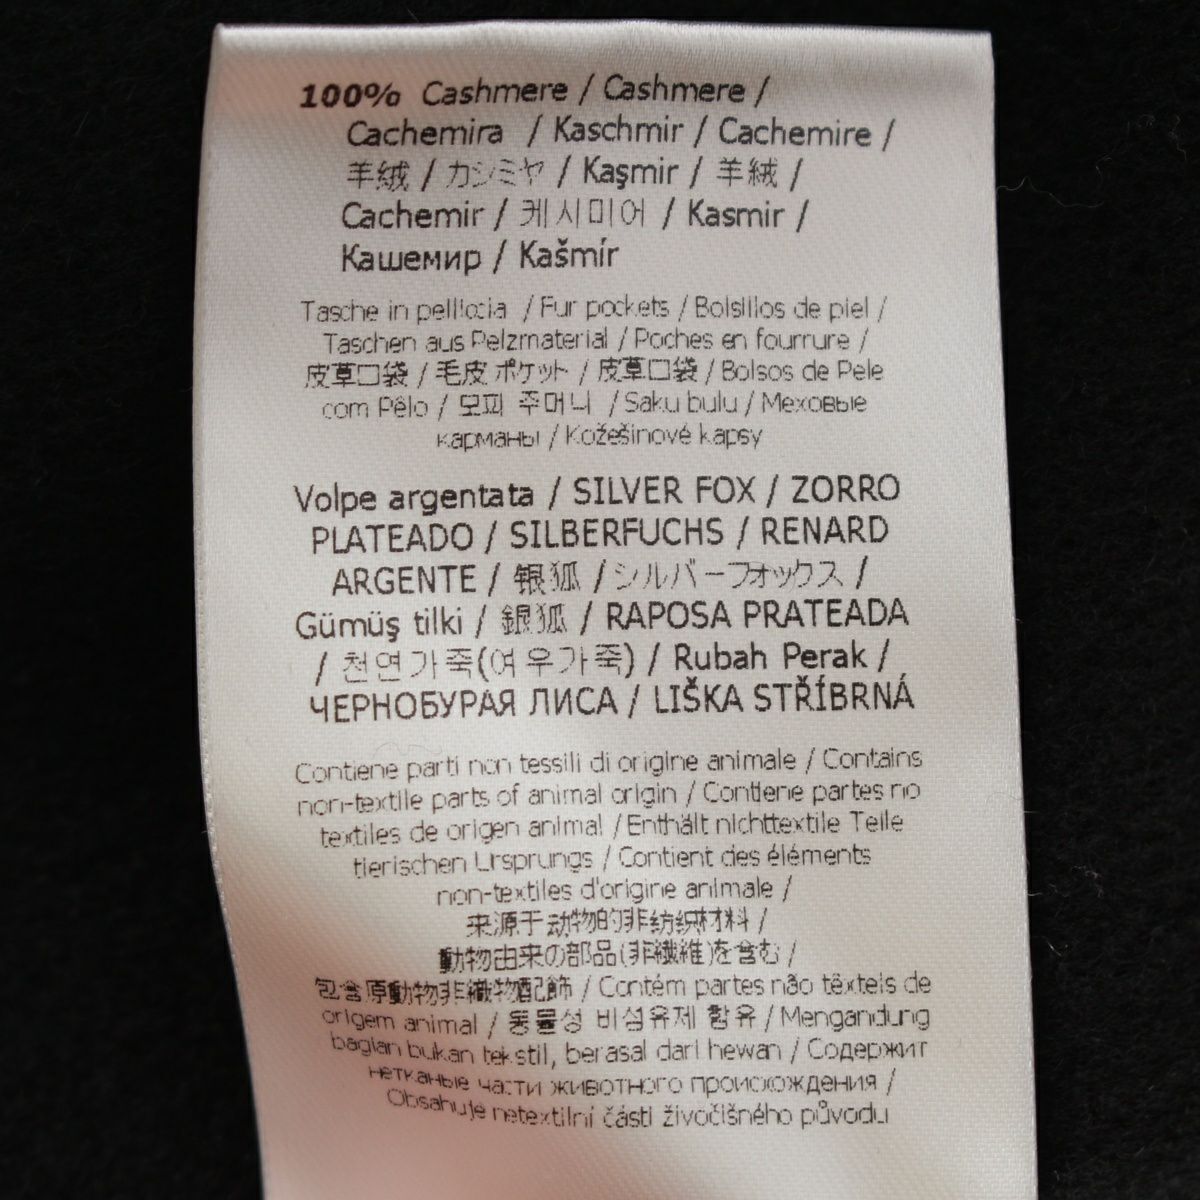 100% Cashmere / Cashmere /
Cachemira / Kaschmir / Cachemire /
羊绒 / カシミヤ / Kaşmir / 羊絨 /
Cachemir / 케시미어 / Kasmir /
Кашемир / Kašmír
Tasche in pelliccia / Fur pockets / Bolsillos de piel /
Taschen aus Pelzmaterial / Poches en fourrure /
皮草口袋 / 毛皮 ポケット / 皮草口袋 / Bolsos de Pele
com Pêlo / 모피 주머니 / Saku bulu / Меховые
карманы / Kožešinové kapsy
Volpe argentata / SILVER FOX / ZORRO
PLATEADO / SILBERFUCHS / RENARD
ARGENTE / 银狐 / シルバーフォックス /
Gümüş tilki / 銀狐 / RAPOSA PRATEADA
/ 천연가죽(여우가죽) / Rubah Perak /
ЧЕРНОБУРАЯ ЛИСА / LIŠKA STŘÍBRNÁ
Contiene parti non tessili di origine animale / Contains
non-textile parts of animal origin / Contiene partes no
textiles de origen animal / Enthält nichttextile Teile
tierischen Ursprungs / Contient des éléments
non-textiles d'origine animale /
来源于动物的非纺织材料 /
動物由来の部品(非繊維)を含む /
包含原動物非織物配飾 / Contém partes não têxteis de
origem animal / 동물성 비섬유제 함유 / Mengandung
bagian bukan tekstil, berasal dari hewan / Содержит
нетканые части животного происхождения /
Obsahuje netextilní části živočišného původu